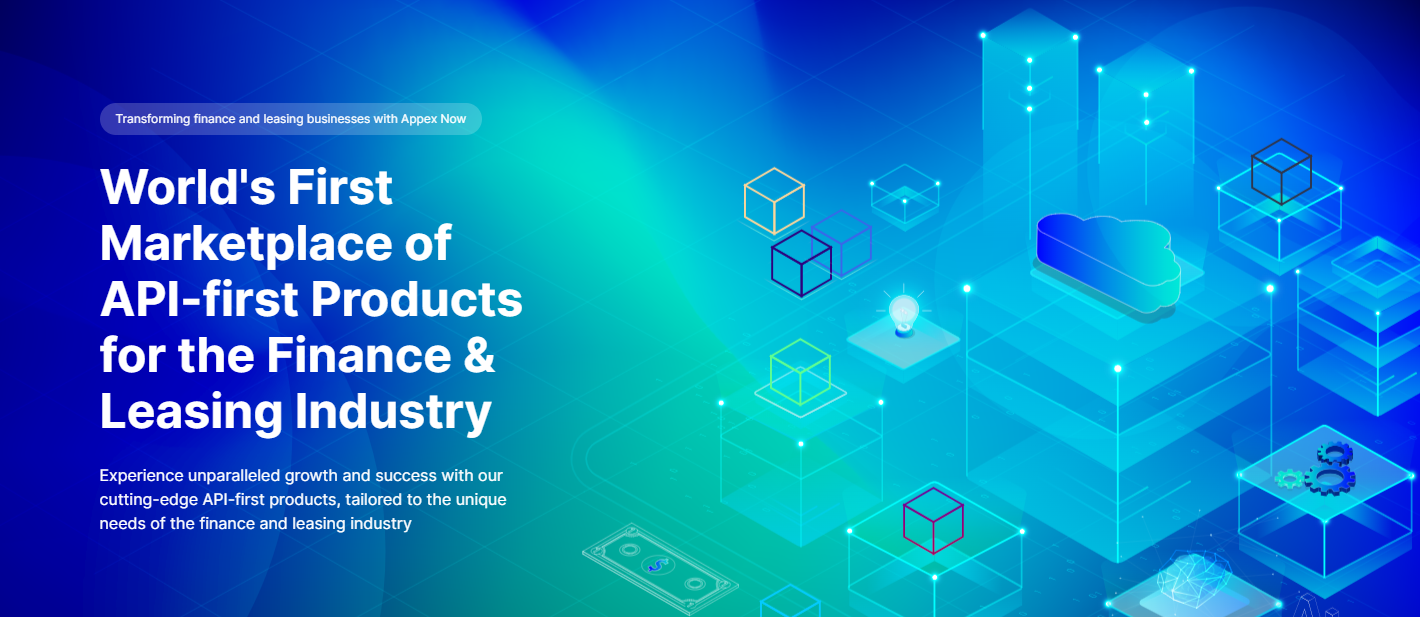 Transforming finance and leasing businesses with Appex Now
World's First
Marketplace of
API-first Products
for the Finance &
Leasing Industry
Experience unparalleled growth and success with our
cutting-edge API-first products, tailored to the unique
needs of the finance and leasing industry